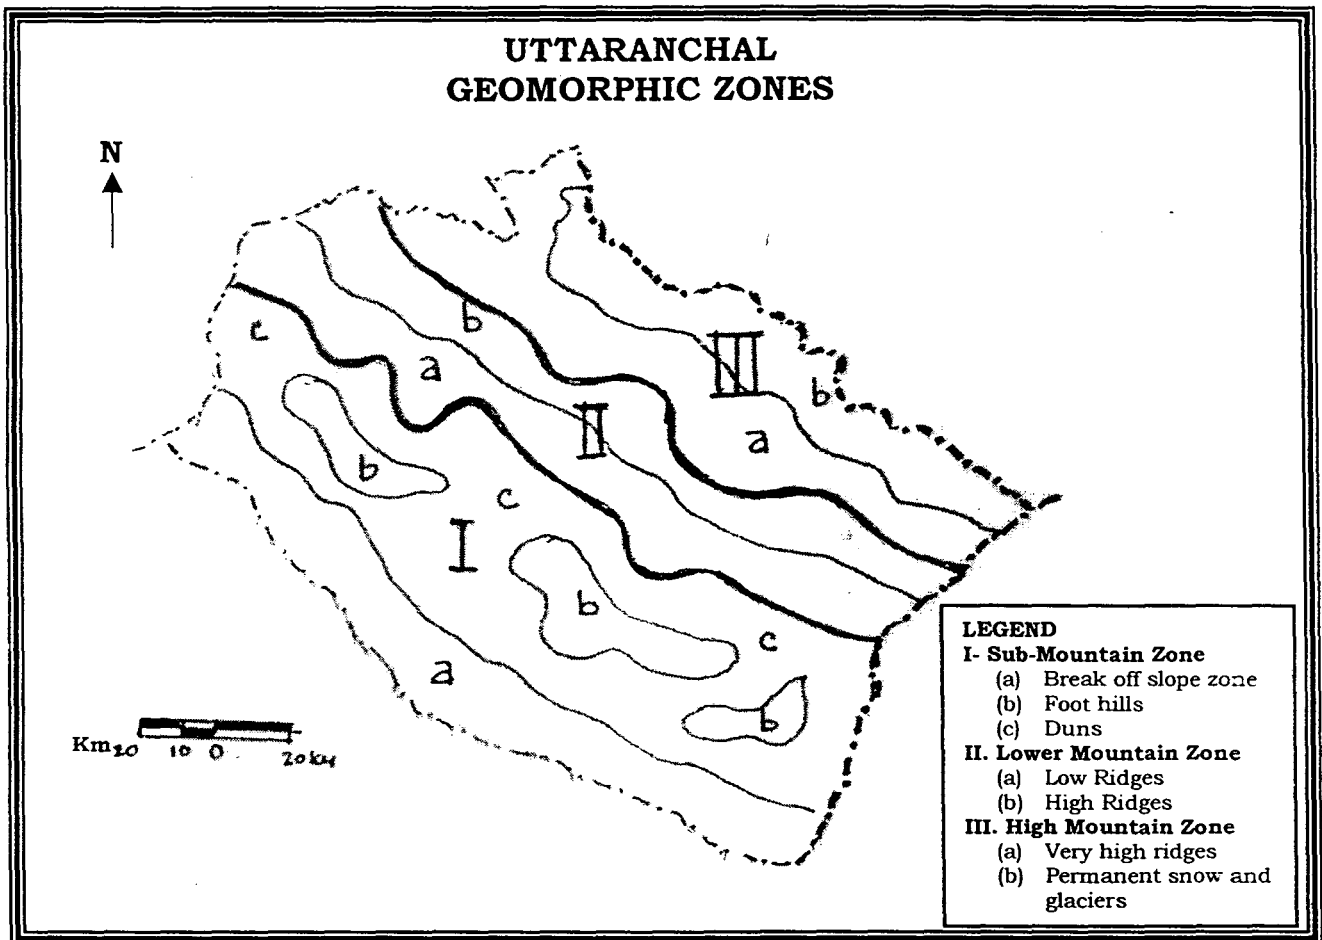 UTTARANCHAL
GEOMORPHIC ZONES
N
b
c
a
III
b
II
a
b
c
I
b
c
a
b
Km 20 10 0 20 KM
LEGEND
I- Sub-Mountain Zone
(a) Break off slope zone
(b) Foot hills
(c) Duns
II. Lower Mountain Zone
(a) Low Ridges
(b) High Ridges
III. High Mountain Zone
(a) Very high ridges
(b) Permanent snow and
glaciers